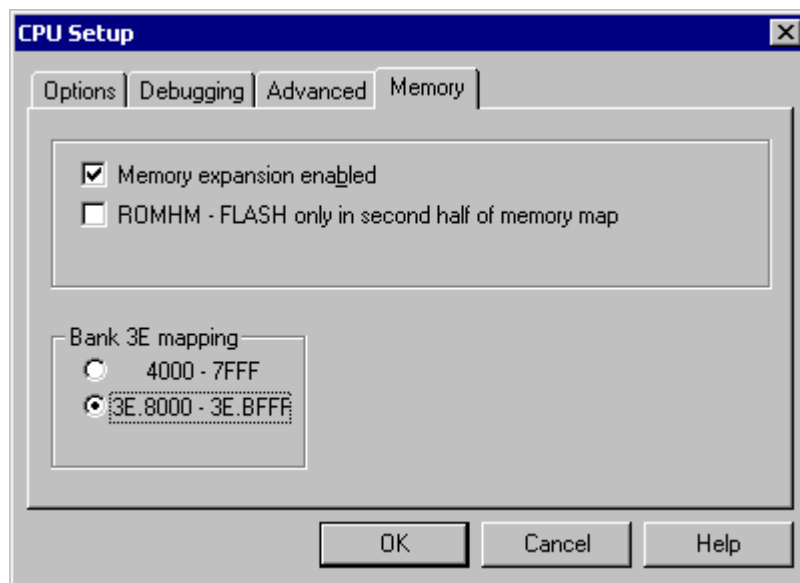 CPU Setup
Options Debugging Advanced Memory
Memory expansion enabled
ROMHM - FLASH only in second half of memory map
Bank 3E mapping
4000 - 7FFF
3E.8000 - 3E.BFFF
OK Cancel Help